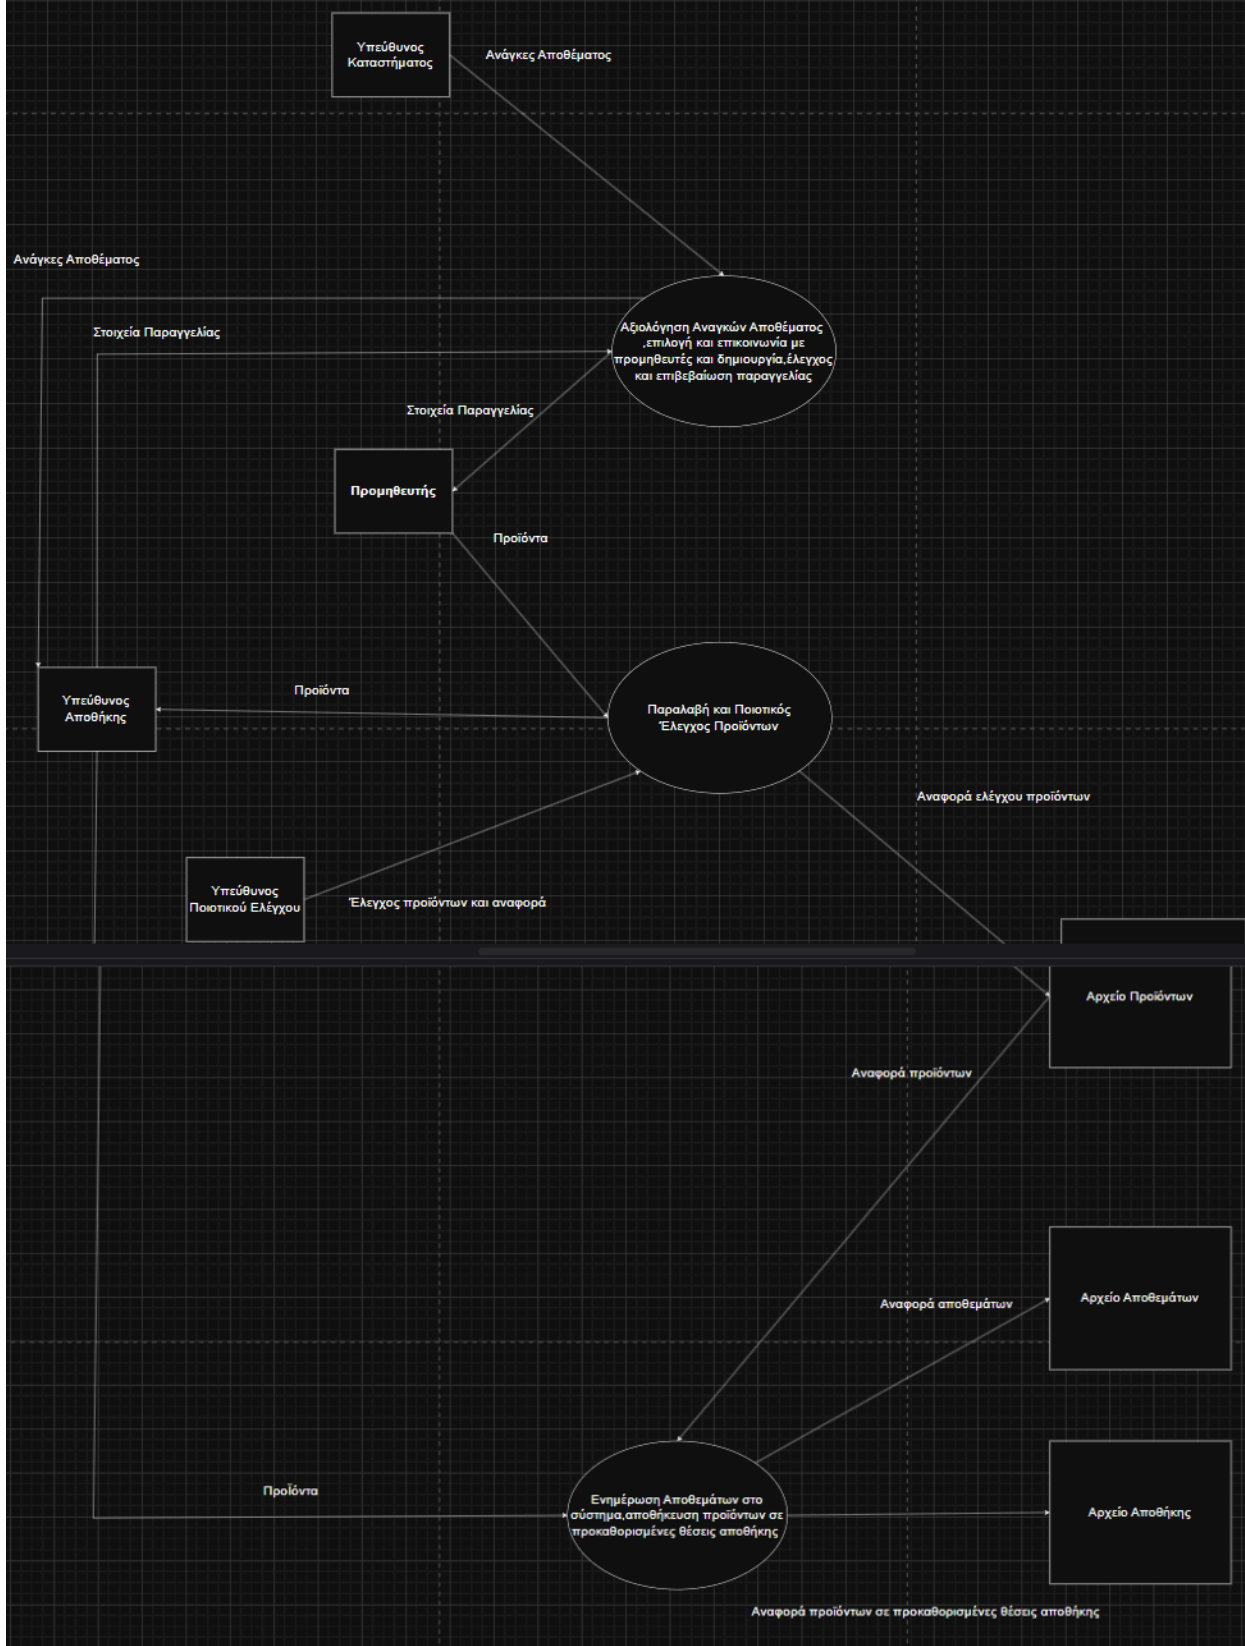 Υπεύθυνος
Καταστήματος
Ανάγκες Αποθέματος
Ανάγκες Αποθέματος
Στοιχεία Παραγγελίας
Αξιολόγηση Αναγκών Αποθέματος
,επιλογή και επικοινωνία με
προμηθευτές και δημιουργία,έλεγχος
και επιβεβαίωση παραγγελίας
Στοιχεία Παραγγελίας
Προμηθευτής
Προϊόντα
Υπεύθυνος
Αποθήκης
Προϊόντα
Παραλαβή και Ποιοτικός
Έλεγχος Προϊόντων
Αναφορά ελέγχου προϊόντων
Υπεύθυνος
Ποιοτικού Ελέγχου
Έλεγχος προϊόντων και αναφορά
Αρχείο Προϊόντων
Αναφορά προϊόντων
Αρχείο Αποθεμάτων
Αναφορά αποθεμάτων
Προΐόντα
Ενημέρωση Αποθεμάτων στο
σύστημα,αποθήκευση προϊόντων σε
προκαθορισμένες θέσεις αποθήκης
Αρχείο Αποθήκης
Αναφορά προϊόντων σε προκαθορισμένες θέσεις αποθήκης